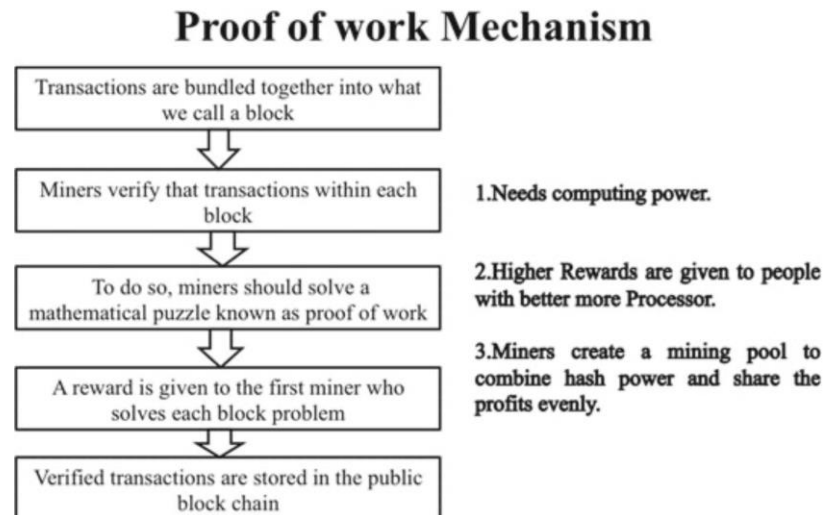 Proof of work Mechanism
Transactions are bundled together into what
we call a block
Miners verify that transactions within each
block
To do so, miners should solve a
mathematical puzzle known as proof of work
A reward is given to the first miner who
solves each block problem
Verified transactions are stored in the public
block chain
1.Needs computing power.
2.Higher Rewards are given to people
with better more Processor.
3.Miners create a mining pool to
combine hash power and share the
profits evenly.